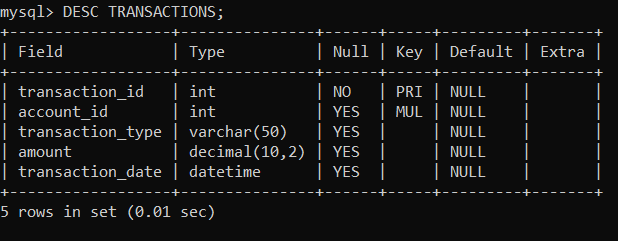 mysql> DESC TRANSACTIONS;
+------------------+---------------+------+-----+---------+-------+
| Field            | Type          | Null | Key | Default | Extra |
+------------------+---------------+------+-----+---------+-------+
| transaction_id   | int           | NO   | PRI | NULL    |       |
| account_id       | int           | YES  | MUL | NULL    |       |
| transaction_type | varchar(50)   | YES  |     | NULL    |       |
| amount           | decimal(10,2) | YES  |     | NULL    |       |
| transaction_date | datetime      | YES  |     | NULL    |       |
+------------------+---------------+------+-----+---------+-------+
5 rows in set (0.01 sec)